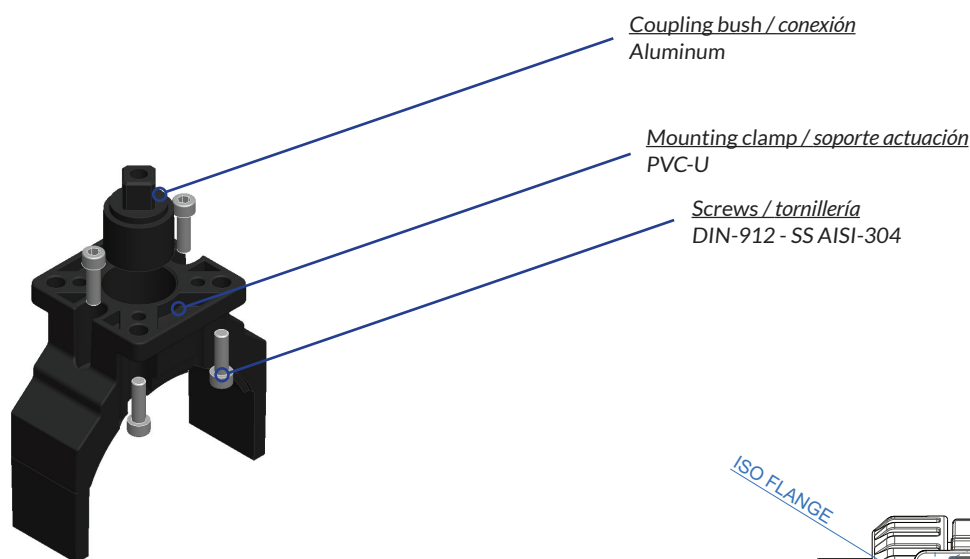 Coupling bush / conexión
Aluminum
Mounting clamp / soporte actuación
PVC-U
Screws / tornillería
DIN-912 - SS AISI-304
ISO FLANGE